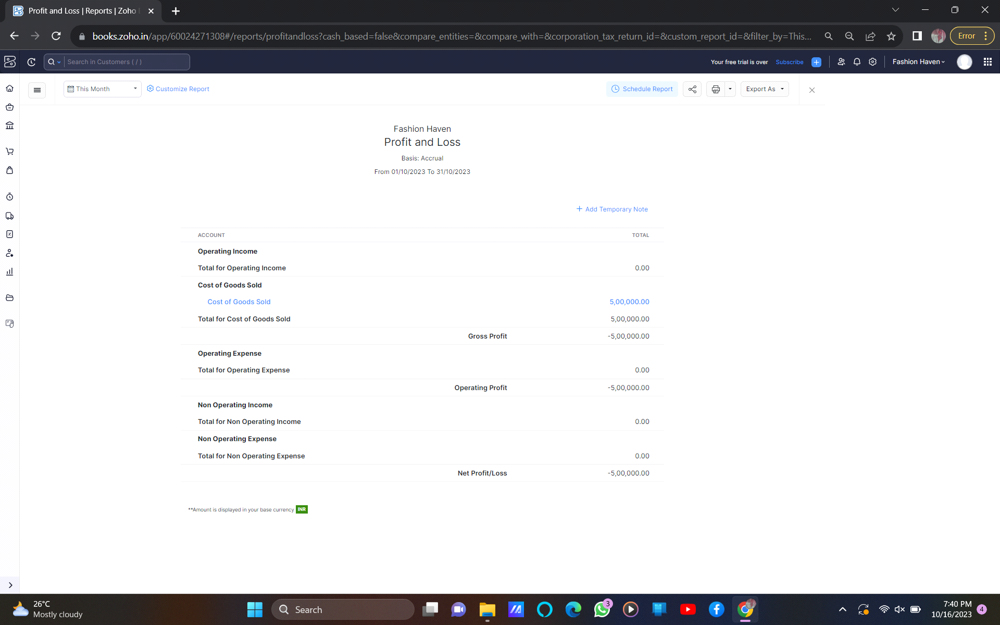 Profit and Loss | Reports | Zoho
books.zoho.in/app/60024271308#/reports/profitandloss?cash_based=false&compare_entities=&compare_with=&corporation_tax_return_id=&custom_report_id=&filter_by=This...
Error
Search in Customers ( / )
Your free trial is over Subscribe
Fashion Haven
This Month
Customize Report
Schedule Report
Export As
Fashion Haven
Profit and Loss
Basis: Accrual
From 01/10/2023 To 31/10/2023
+ Add Temporary Note
ACCOUNT TOTAL
Operating Income
Total for Operating Income 0.00
Cost of Goods Sold
Cost of Goods Sold 5,00,000.00
Total for Cost of Goods Sold 5,00,000.00
Gross Profit -5,00,000.00
Operating Expense
Total for Operating Expense 0.00
Operating Profit -5,00,000.00
Non Operating Income
Total for Non Operating Income 0.00
Non Operating Expense
Total for Non Operating Expense 0.00
Net Profit/Loss -5,00,000.00
**Amount is displayed in your base currency INR
26°C
Mostly cloudy
Search
3
7:40 PM
10/16/2023
4